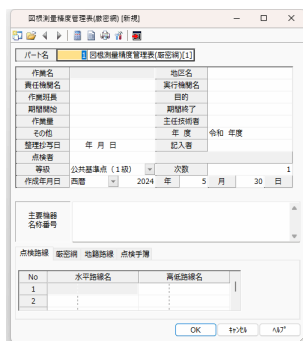 図根測量精度管理表(厳密網) [新規]
パート名 1 図根測量精度管理表(厳密網)[1]
作業名 地区名
責任機関名 実行機関名
作業班長 目的
期間開始 期間終了
作業量 主任技術者
その他 年 度 令和 年度
整理抄写日 年 月 日 記入者
点検者
等級 公共基準点（1級） 次数 1
作成年月日 西暦 2024 年 5 月 30 日
主要機器
名称番号
点検路線 厳密網 地籍路線 点検手簿
No 水平路線名 高低路線名
1
2
OK ｷｬﾝｾﾙ ﾍﾙﾌﾟ